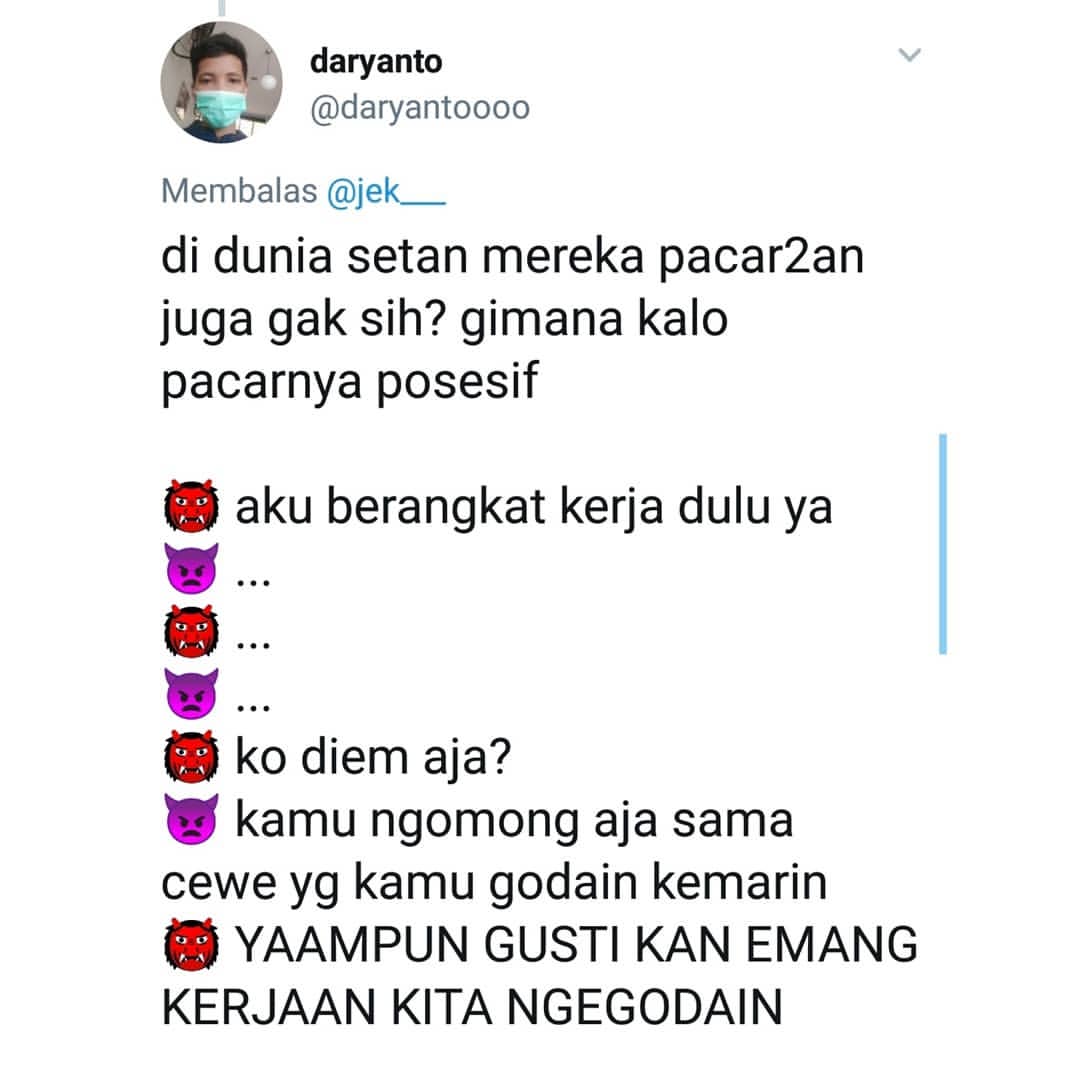 daryanto
@daryantoooo
Membalas @jek___
di dunia setan mereka pacar2an
juga gak sih? gimana kalo
pacarnya posesif
👹 aku berangkat kerja dulu ya
👿 ...
👹 ...
👿 ...
👹 ko diem aja?
👿 kamu ngomong aja sama
cewe yg kamu godain kemarin
👹 YAAMPUN GUSTI KAN EMANG
KERJAAN KITA NGEGODAIN